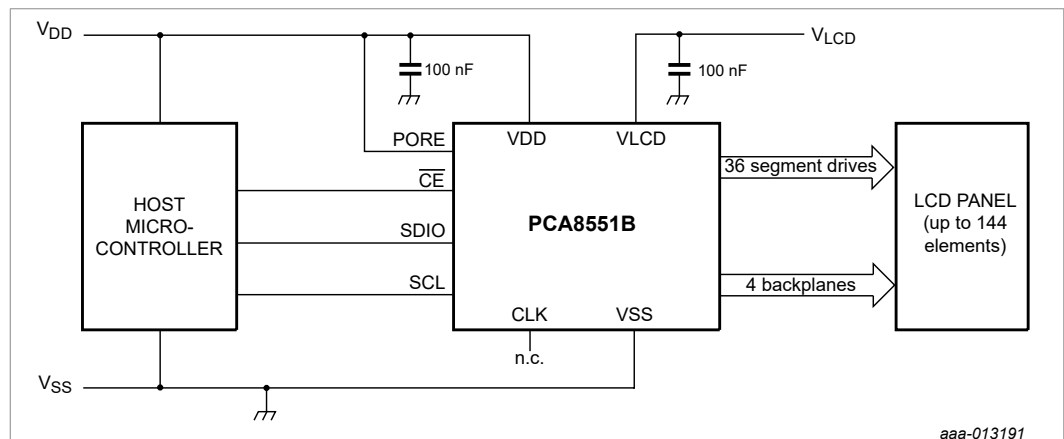 VDD
VLCD
100 nF
100 nF
PORE
VDD
VLCD
CE
36 segment drives
HOST
MICRO-
CONTROLLER
SDIO
PCA8551B
LCD PANEL
(up to 144
elements)
SCL
4 backplanes
CLK
VSS
n.c.
VSS
aaa-013191